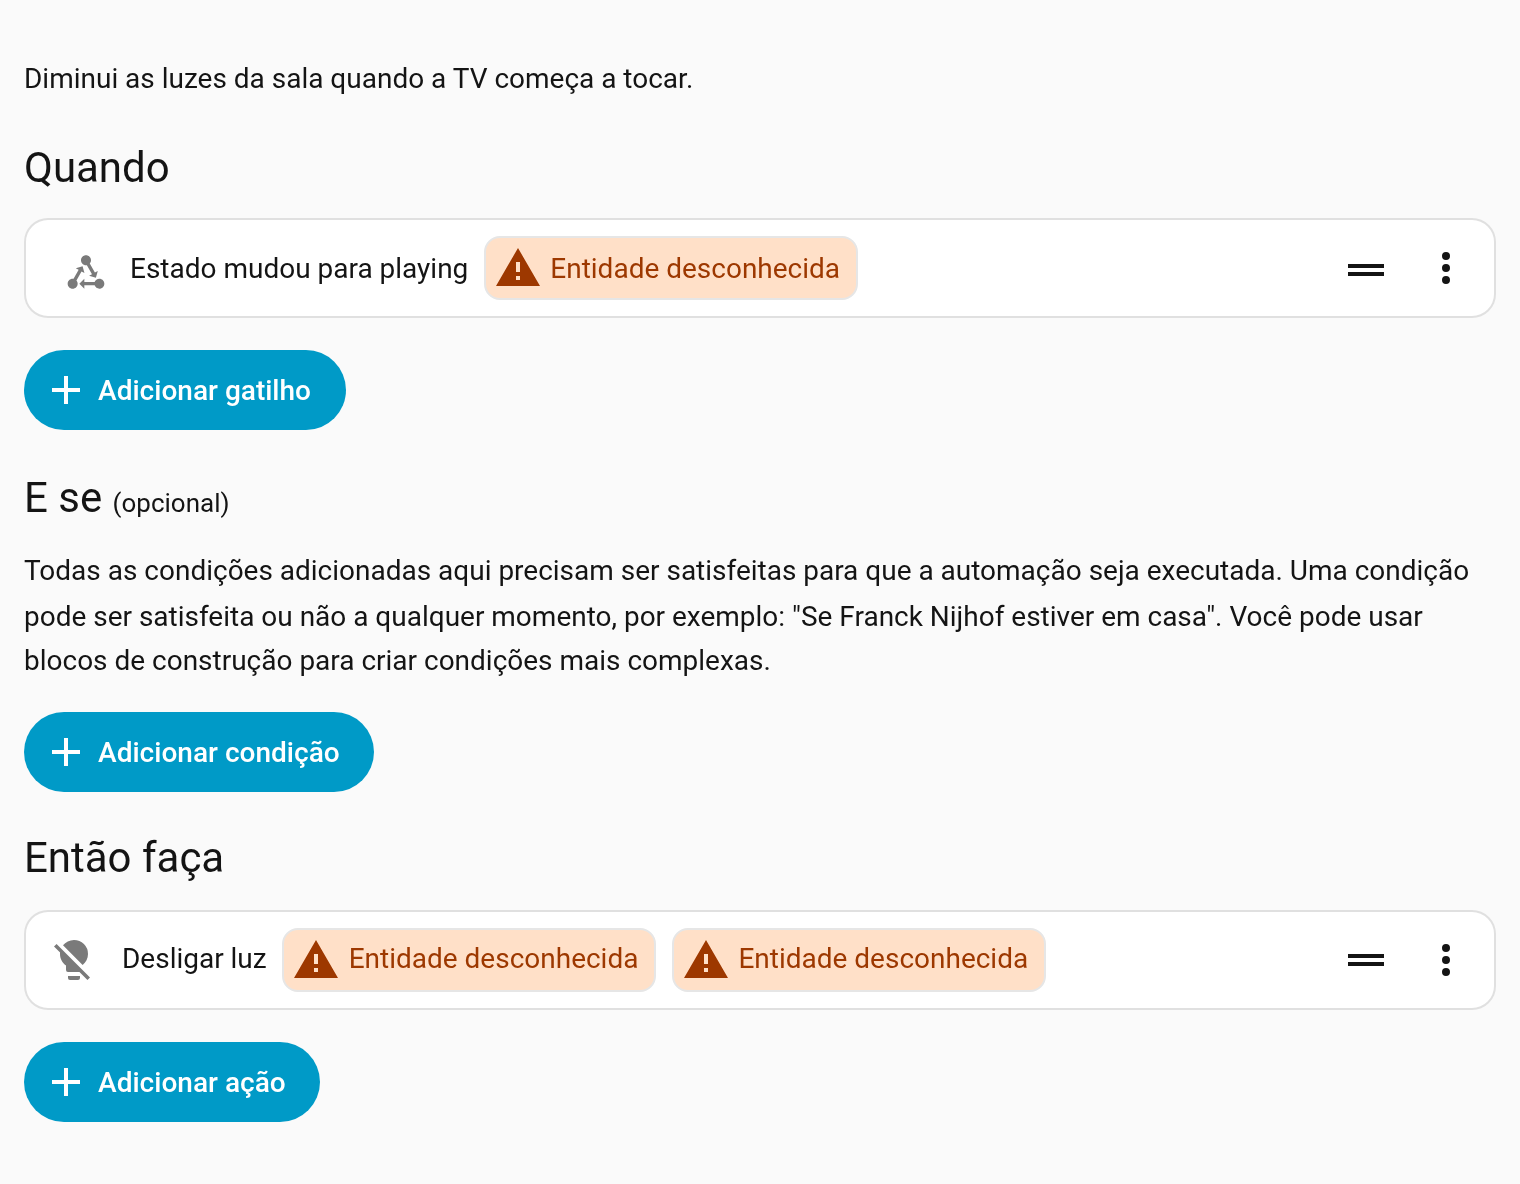 Diminui as luzes da sala quando a TV começa a tocar.
Quando
Estado mudou para playing Entidade desconhecida
Adicionar gatilho
E se (opcional)
Todas as condições adicionadas aqui precisam ser satisfeitas para que a automação seja executada. Uma condição
pode ser satisfeita ou não a qualquer momento, por exemplo: "Se Franck Nijhof estiver em casa". Você pode usar
blocos de construção para criar condições mais complexas.
Adicionar condição
Então faça
Desligar luz Entidade desconhecida Entidade desconhecida
Adicionar ação